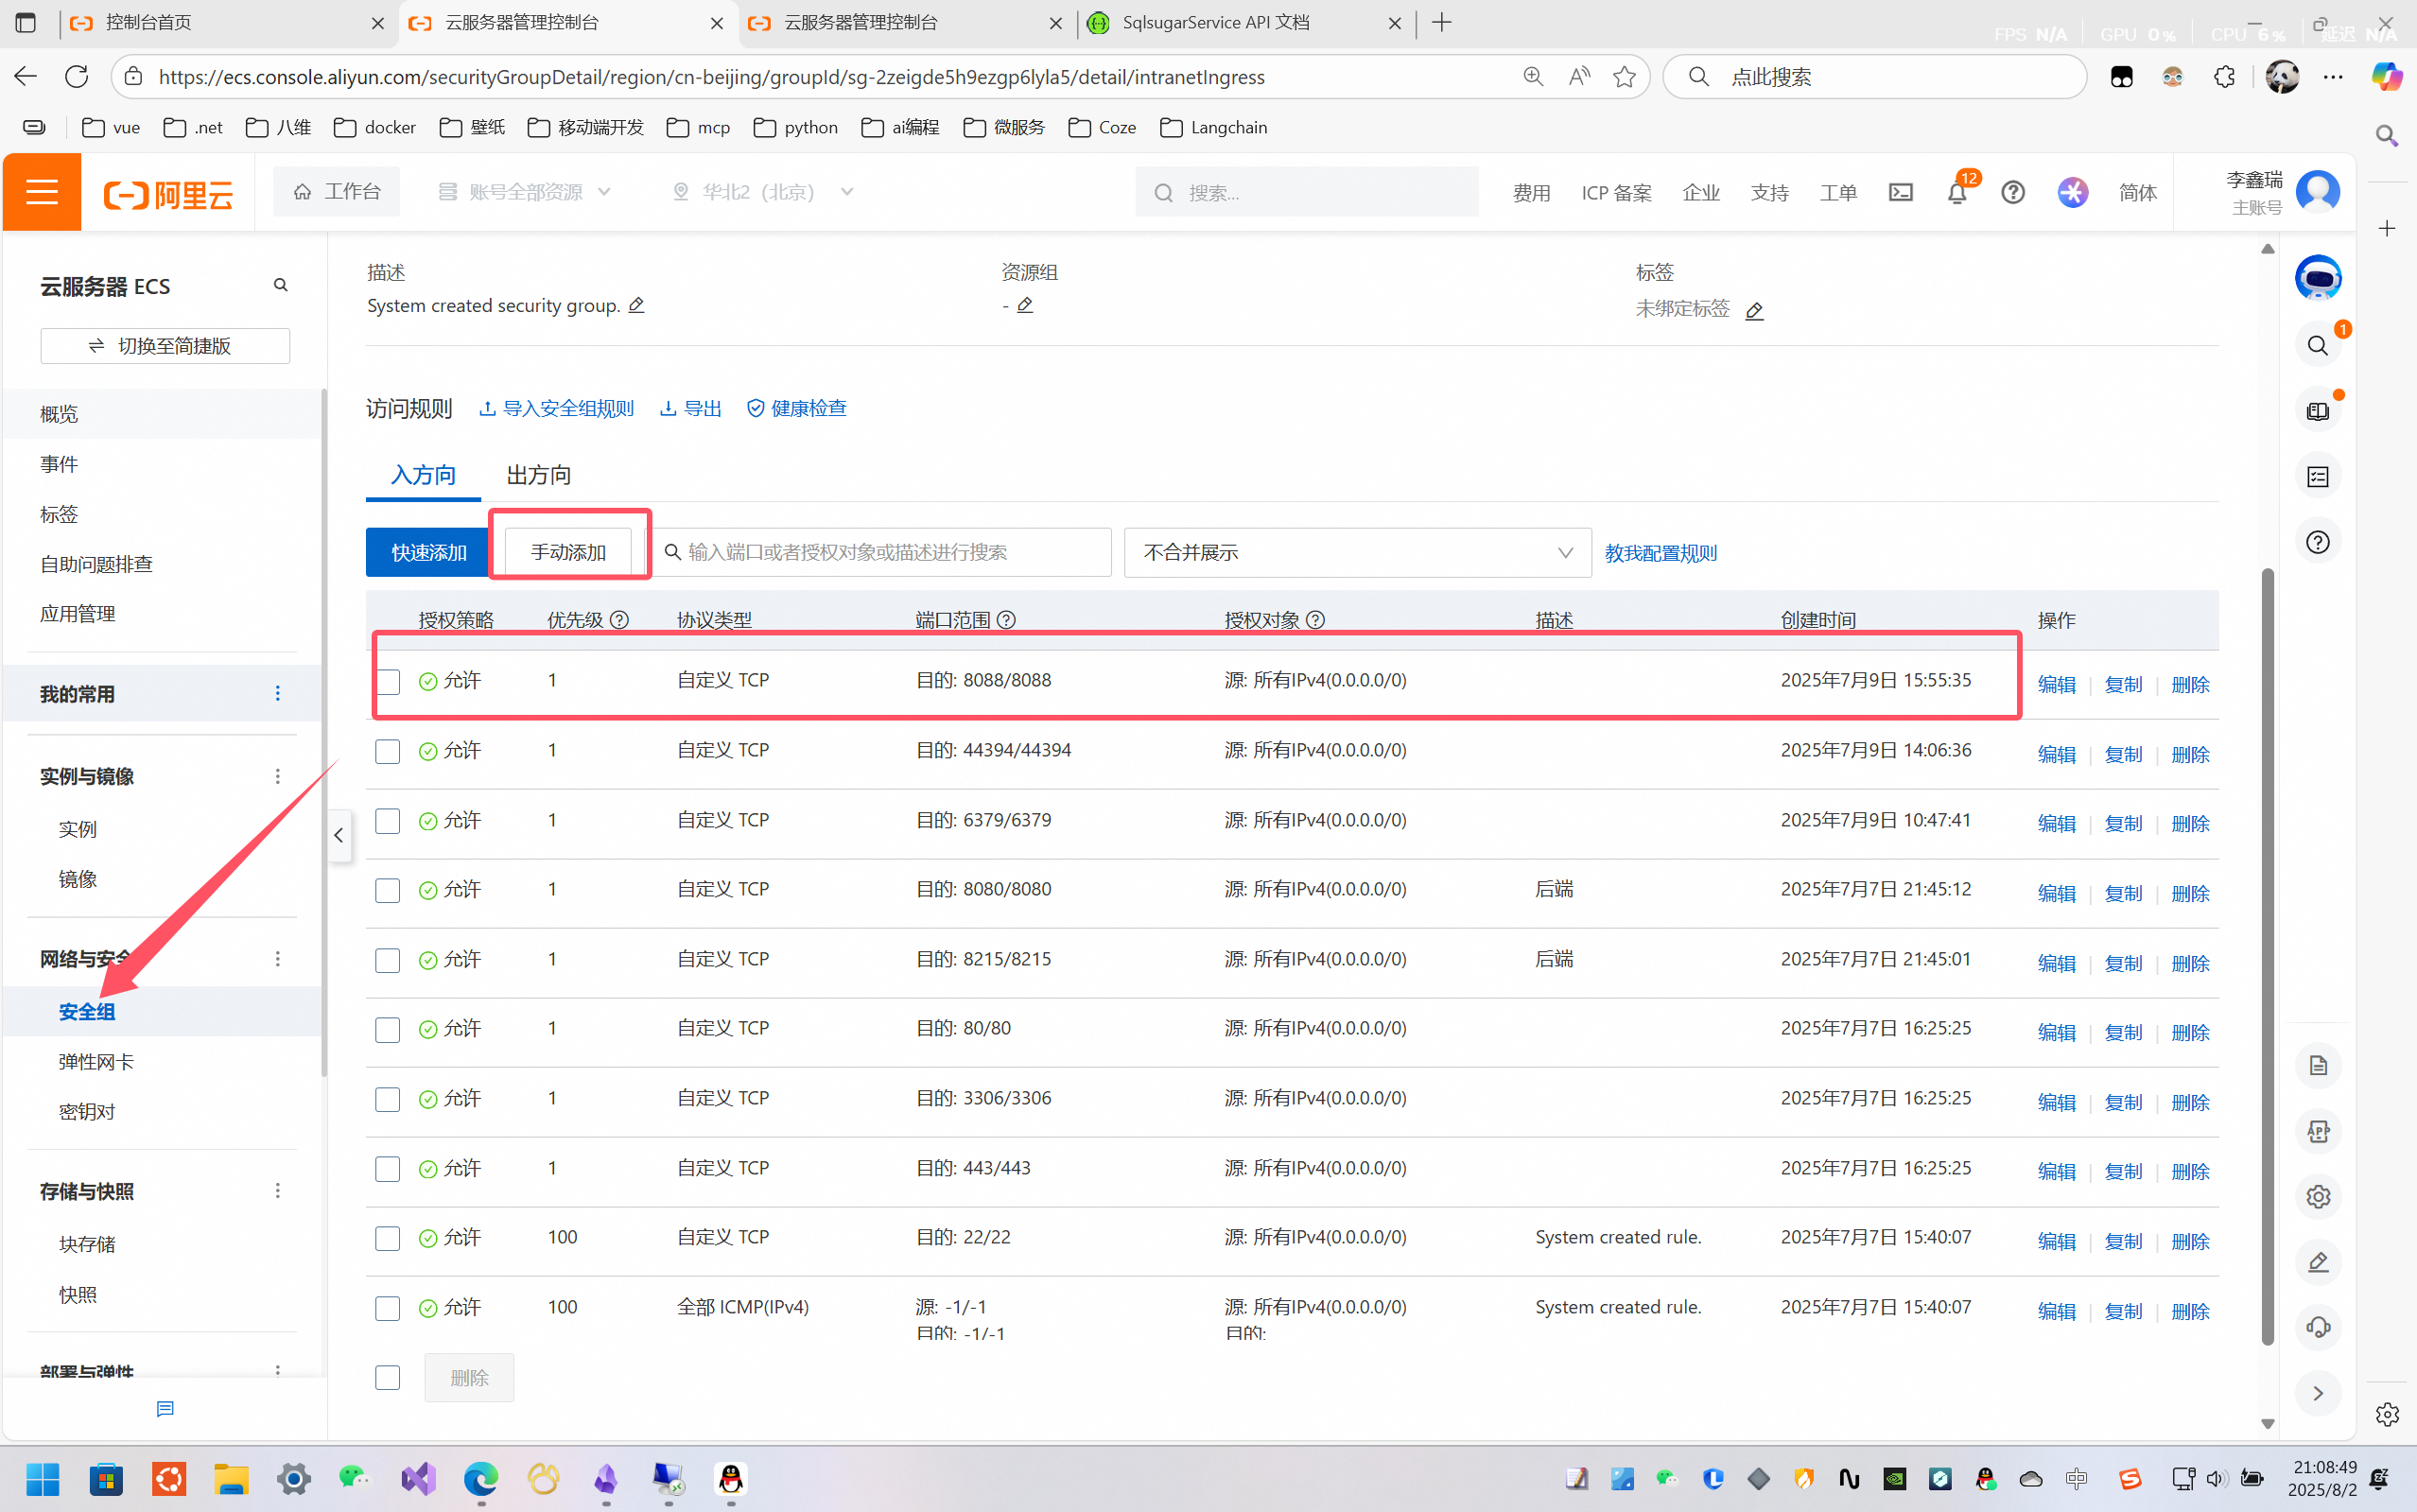 控制台首页
云服务器管理控制台
云服务器管理控制台
SqlsugarService API 文档
FPS N/A GPU 0% CPU 6% 延迟 N/A
https://ecs.console.aliyun.com/securityGroupDetail/region/cn-beijing/groupId/sg-2zeigde5h9ezgp6lyla5/detail/intranetIngress
点此搜索
vue .net 八维 docker 壁纸 移动端开发 mcp python ai编程 微服务 Coze Langchain
阿里云
工作台
账号全部资源
华北2（北京）
搜索...
费用 ICP 备案 企业 支持 工单 12 简体
李鑫瑞
主账号
云服务器 ECS
切换至简捷版
概览
事件
标签
自助问题排查
应用管理
我的常用
实例与镜像
实例
镜像
网络与安全
安全组
弹性网卡
密钥对
存储与快照
块存储
快照
部署与弹性
描述 资源组 标签
System created security group. - 未绑定标签
访问规则 导入安全组规则 导出 健康检查
入方向 出方向
快速添加 手动添加 输入端口或者授权对象或描述进行搜索 不合并展示 教我配置规则
授权策略 优先级 协议类型 端口范围 授权对象 描述 创建时间 操作
允许 1 自定义 TCP 目的: 8088/8088 源: 所有IPv4(0.0.0.0/0) 2025年7月9日 15:55:35 编辑 复制 删除
允许 1 自定义 TCP 目的: 44394/44394 源: 所有IPv4(0.0.0.0/0) 2025年7月9日 14:06:36 编辑 复制 删除
允许 1 自定义 TCP 目的: 6379/6379 源: 所有IPv4(0.0.0.0/0) 2025年7月9日 10:47:41 编辑 复制 删除
允许 1 自定义 TCP 目的: 8080/8080 源: 所有IPv4(0.0.0.0/0) 后端 2025年7月7日 21:45:12 编辑 复制 删除
允许 1 自定义 TCP 目的: 8215/8215 源: 所有IPv4(0.0.0.0/0) 后端 2025年7月7日 21:45:01 编辑 复制 删除
允许 1 自定义 TCP 目的: 80/80 源: 所有IPv4(0.0.0.0/0) 2025年7月7日 16:25:25 编辑 复制 删除
允许 1 自定义 TCP 目的: 3306/3306 源: 所有IPv4(0.0.0.0/0) 2025年7月7日 16:25:25 编辑 复制 删除
允许 1 自定义 TCP 目的: 443/443 源: 所有IPv4(0.0.0.0/0) 2025年7月7日 16:25:25 编辑 复制 删除
允许 100 自定义 TCP 目的: 22/22 源: 所有IPv4(0.0.0.0/0) System created rule. 2025年7月7日 15:40:07 编辑 复制 删除
允许 100 全部 ICMP(IPv4) 源: -1/-1 源: 所有IPv4(0.0.0.0/0) System created rule. 2025年7月7日 15:40:07 编辑 复制 删除
目的: -1/-1 目的:
删除
1
APP
中
21:08:49
2025/8/2